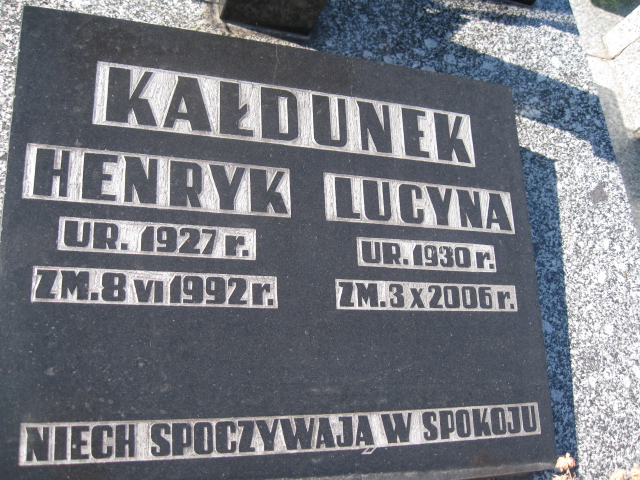 KAŁDUNEK
HENRYK LUCYNA
UR. 1927 r. UR. 1930 r.
ZM. 8 VI 1992 r. ZM. 3 X 2006 r.
NIECH SPOCZYWAJĄ W SPOKOJU